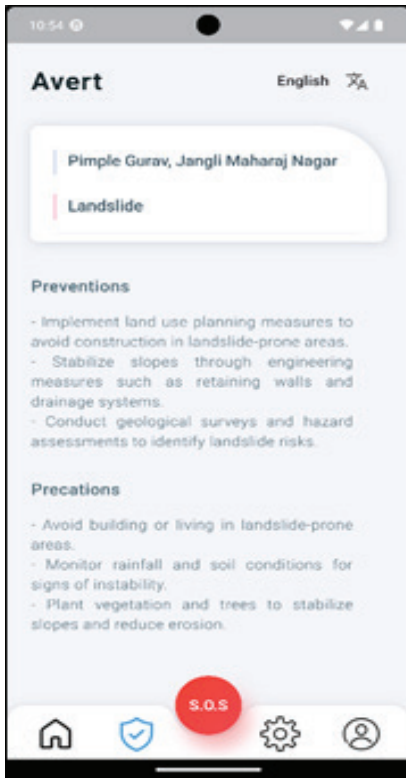 10:54
Avert
English
Pimple Gurav, Jangli Maharaj Nagar
Landslide
Preventions
- Implement land use planning measures to
avoid construction in landslide-prone areas.
- Stabilize slopes through engineering
measures such as retaining walls and
drainage systems.
- Conduct geological surveys and hazard
assessments to identify landslide risks.
Precations
- Avoid building or living in landslide-prone
areas.
- Monitor rainfall and soil conditions for
signs of instability.
- Plant vegetation and trees to stabilize
slopes and reduce erosion.
S.O.S